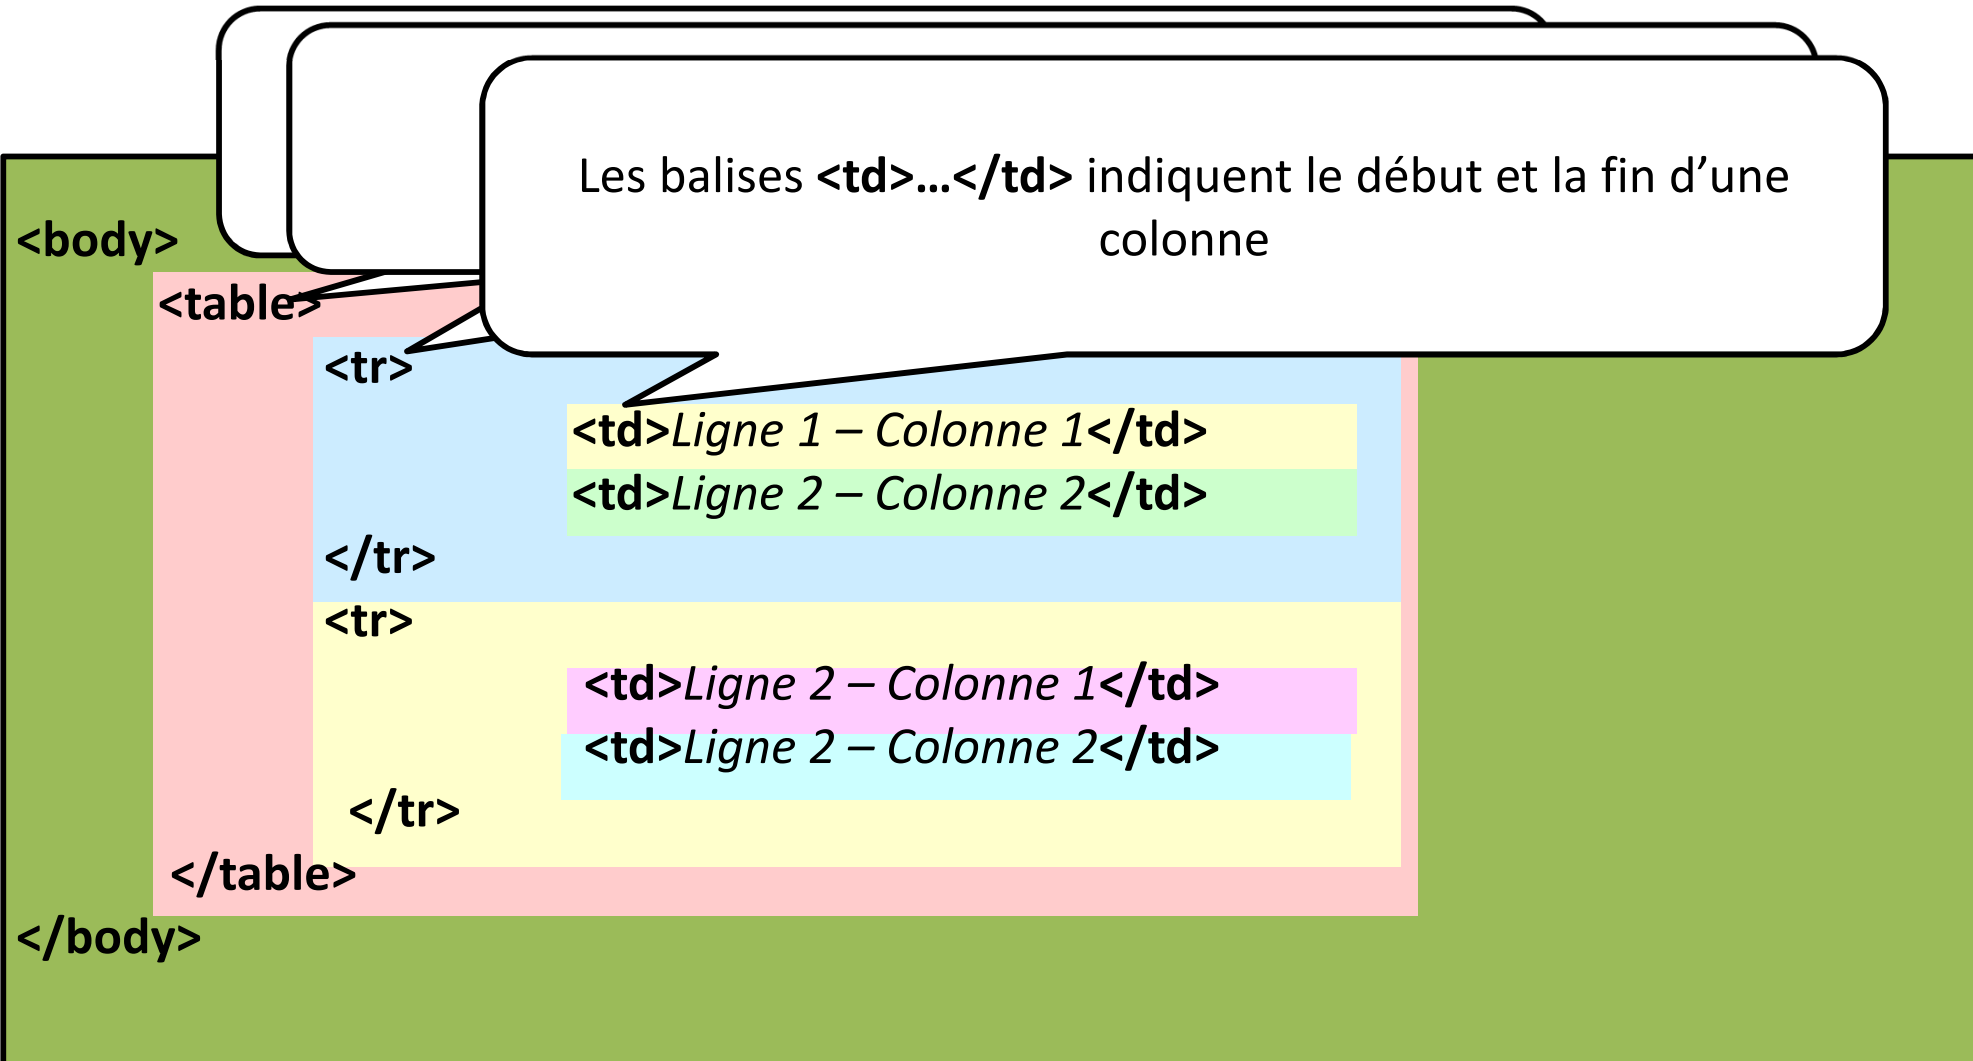 Les balises <td>…</td> indiquent le début et la fin d’une
colonne
<body>
<table>
<tr>
<td>Ligne 1 – Colonne 1</td>
<td>Ligne 2 – Colonne 2</td>
</tr>
<tr>
<td>Ligne 2 – Colonne 1</td>
<td>Ligne 2 – Colonne 2</td>
</tr>
</table>
</body>